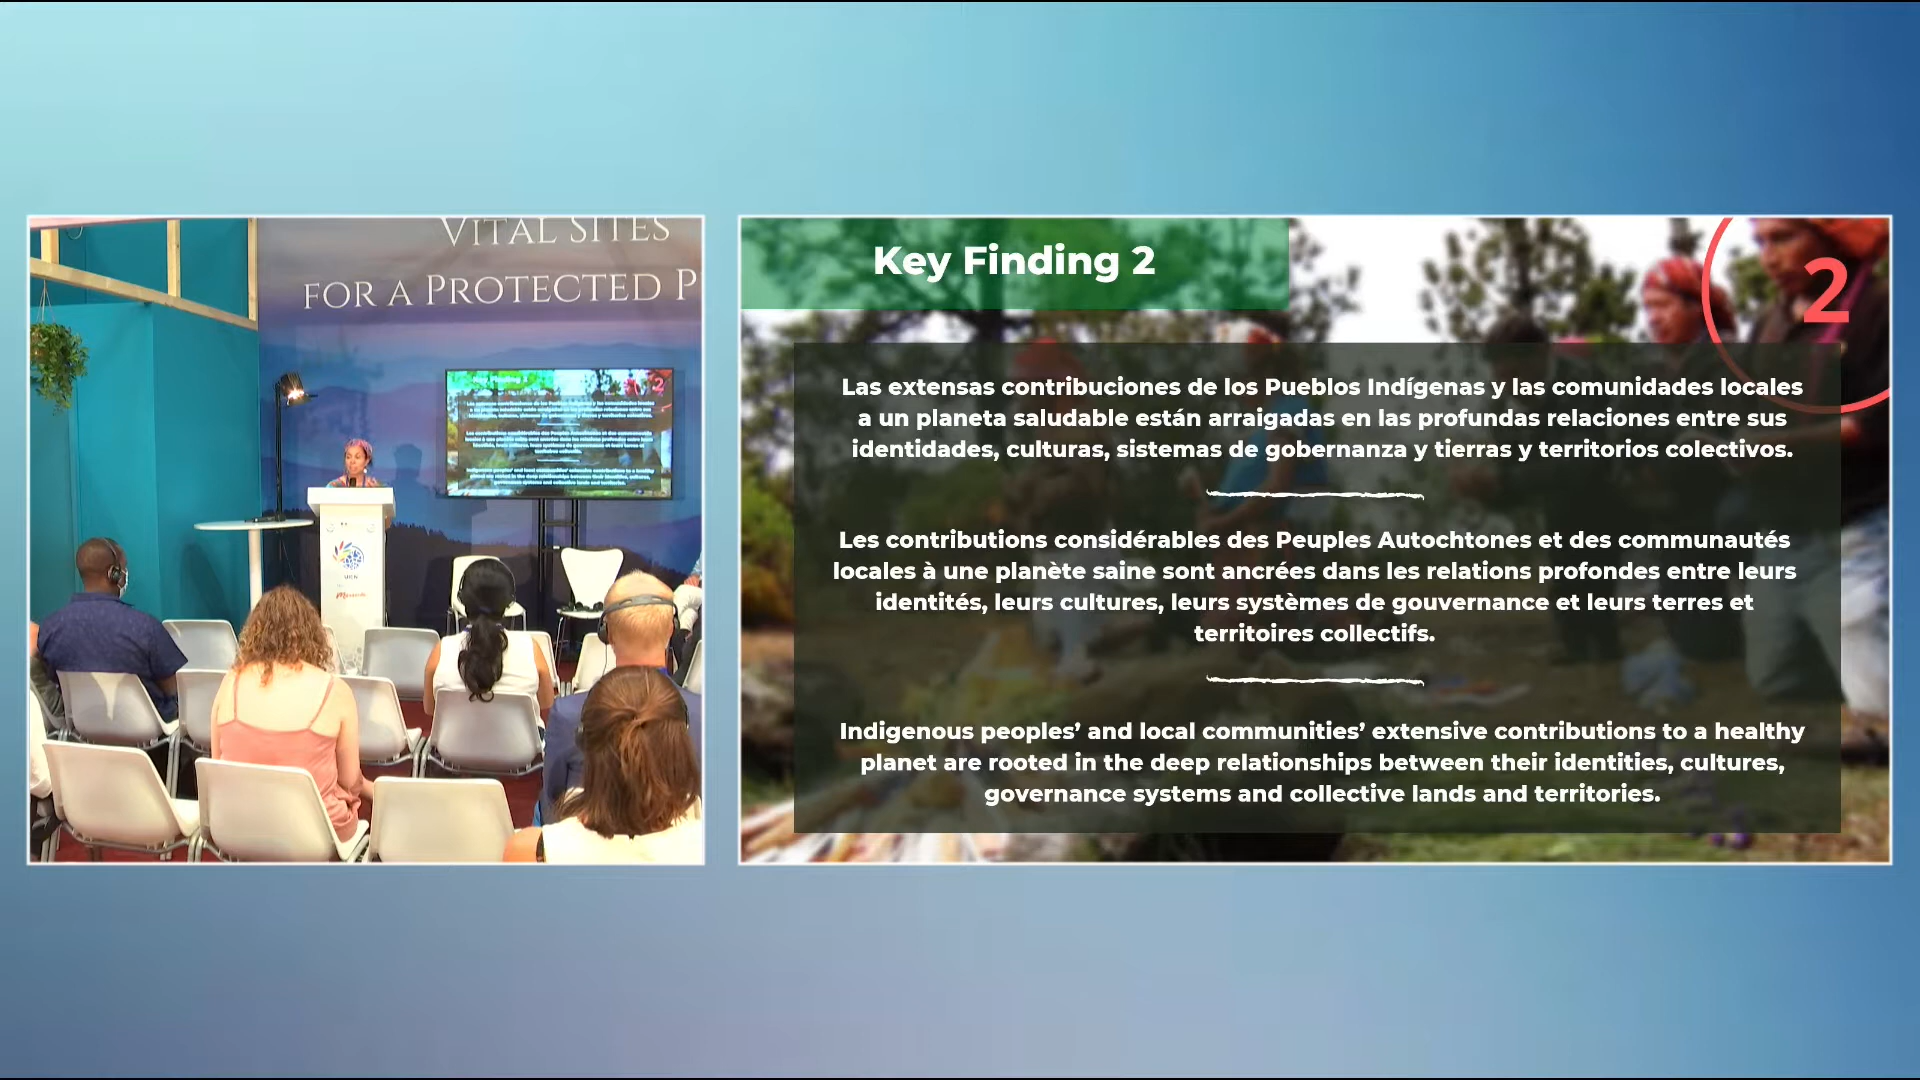 VITAL SITES
FOR A PROTECTED P
UICN
Key Finding 2
2
Las extensas contribuciones de los Pueblos Indígenas y las comunidades locales
a un planeta saludable están arraigadas en las profundas relaciones entre sus
identidades, culturas, sistemas de gobernanza y tierras y territorios colectivos.
Les contributions considérables des Peuples Autochtones et des communautés
locales à une planète saine sont ancrées dans les relations profondes entre leurs
identités, leurs cultures, leurs systèmes de gouvernance et leurs terres et
territoires collectifs.
Indigenous peoples’ and local communities’ extensive contributions to a healthy
planet are rooted in the deep relationships between their identities, cultures,
governance systems and collective lands and territories.